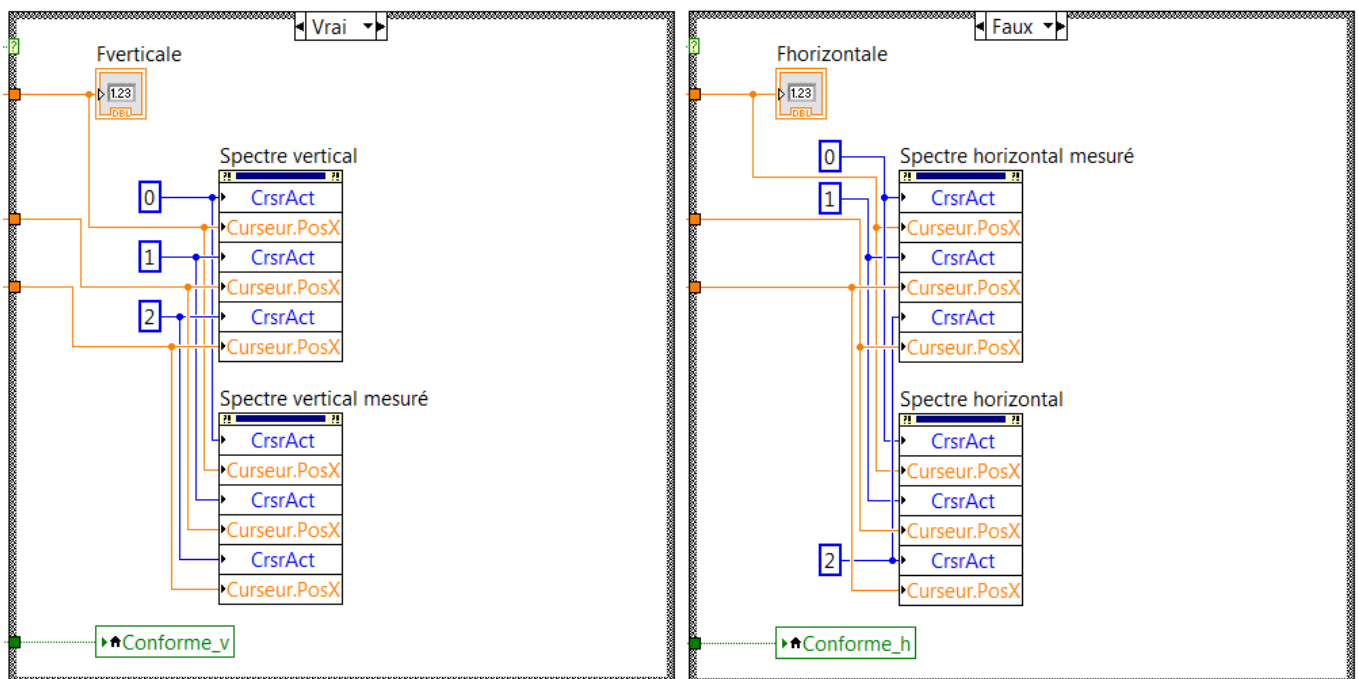 Vrai
?
Fverticale
1.23
DBL
Spectre vertical
?! ?!
0
CrsrAct
Curseur.PosX
1
CrsrAct
Curseur.PosX
2
CrsrAct
Curseur.PosX
Spectre vertical mesuré
?! ?!
CrsrAct
Curseur.PosX
CrsrAct
Curseur.PosX
CrsrAct
Curseur.PosX
Conforme_v
Faux
?
Fhorizontale
1.23
DBL
0
Spectre horizontal mesuré
?! ?!
1
CrsrAct
Curseur.PosX
CrsrAct
Curseur.PosX
CrsrAct
Curseur.PosX
Spectre horizontal
?! ?!
CrsrAct
Curseur.PosX
CrsrAct
Curseur.PosX
2
CrsrAct
Curseur.PosX
Conforme_h